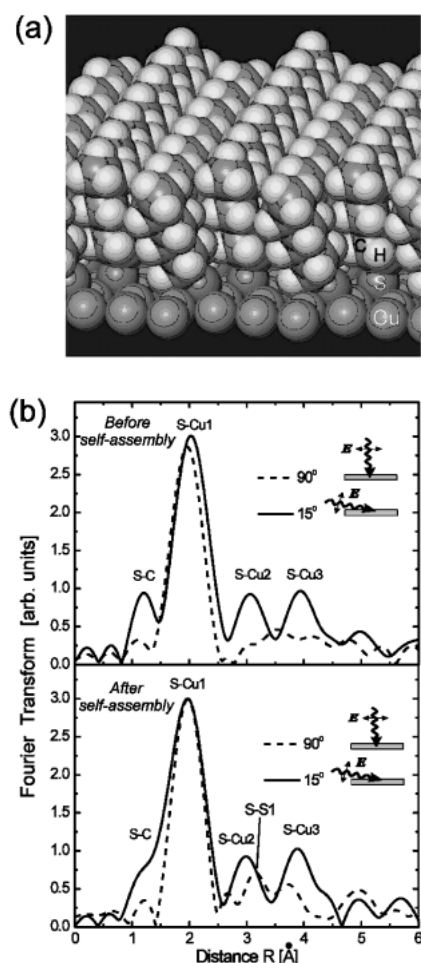 (a)
C
H
S
Cu
(b)
Before
self-assembly
S-Cu1
E
90°
E
15°
S-C
S-Cu2
S-Cu3
3.0
2.5
2.0
1.5
1.0
0.5
0.0
After
self-assembly
S-Cu1
E
90°
E
15°
S-C
S-Cu2
S-S1
S-Cu3
3.0
2.5
2.0
1.5
1.0
0.5
0.0
Fourier Transform [arb. units]
0 1 2 3 4 5 6
Distance R [Å]